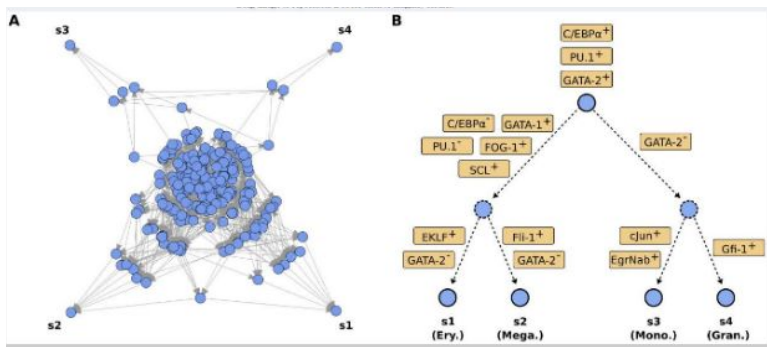 A
s3
s4
s2
s1
B
C/EBPα+
PU.1+
GATA-2+
C/EBPα-
GATA-1+
PU.1-
FOG-1+
SCL+
GATA-2-
EKLF+
Fli-1+
GATA-2-
GATA-2-
cJun+
EgrNab+
Gfi-1+
s1 s2 s3 s4
(Ery.) (Mega.) (Mono.) (Gran.)